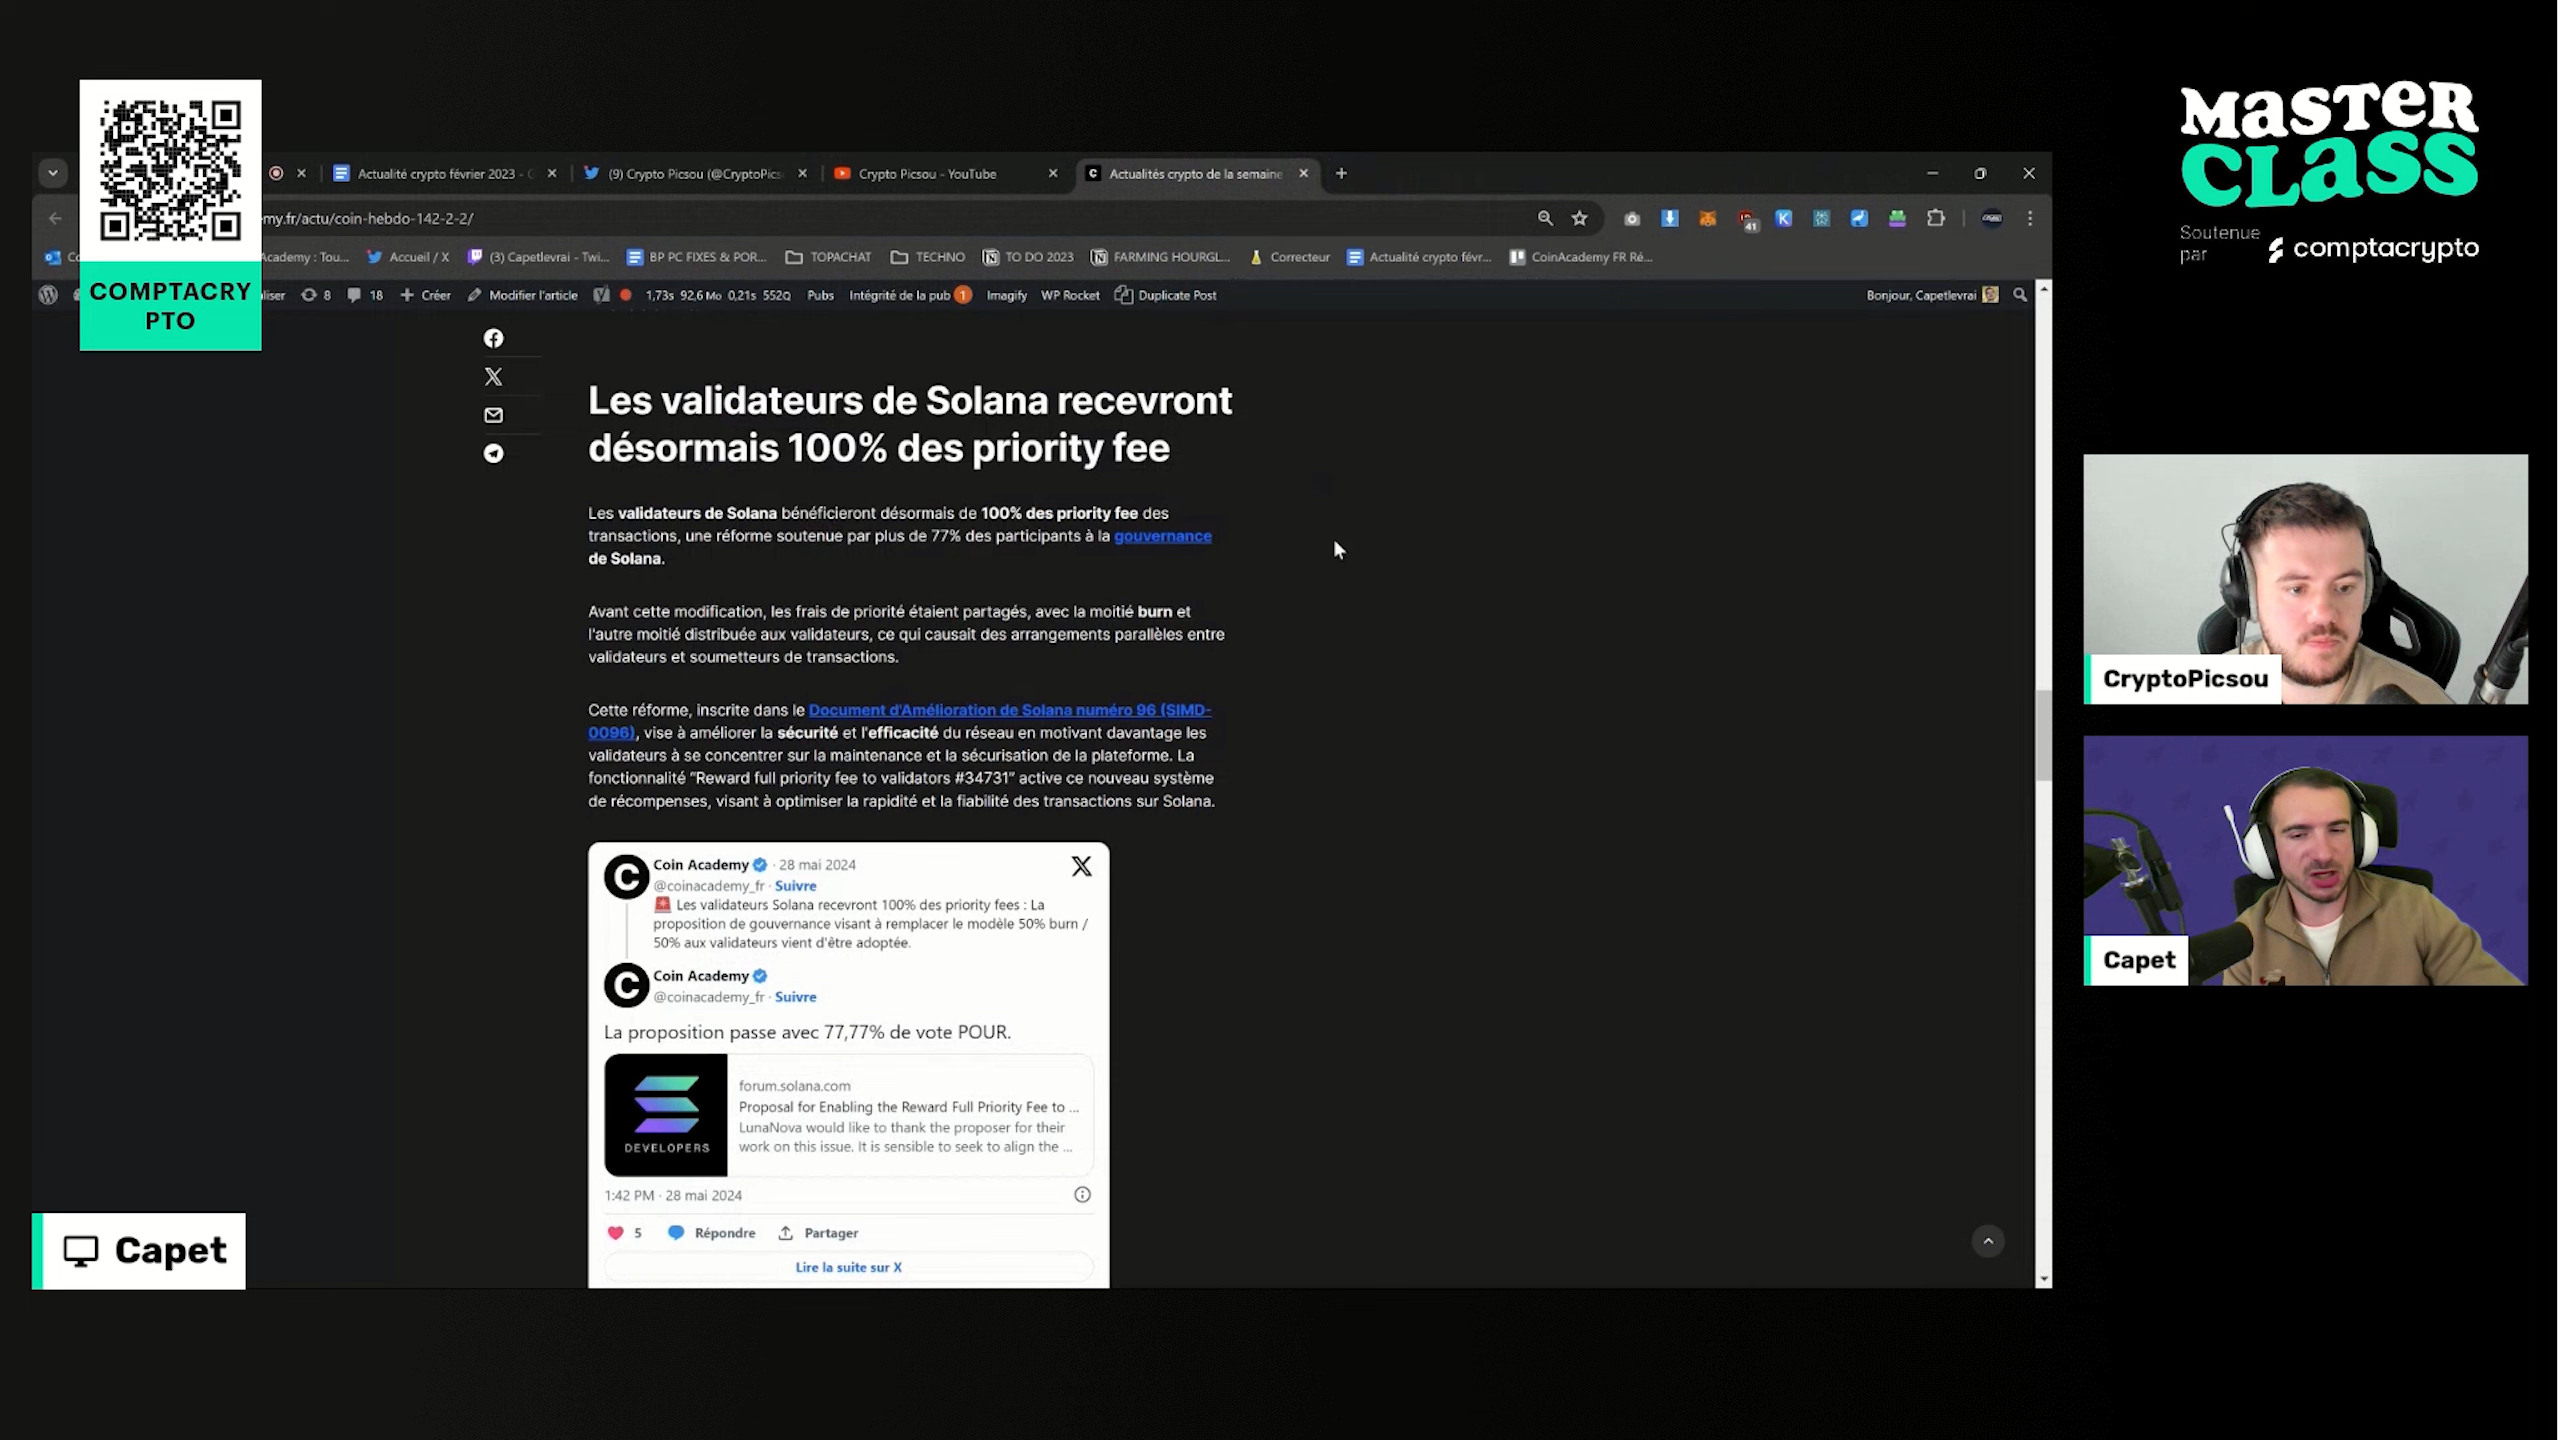 MASTER
CLASS
Soutenue
par
comptacrypto
COMPTACRY
PTO
Actualité crypto février 2023 -
(9) Crypto Picsou (@CryptoPics
Crypto Picsou - YouTube
Actualités crypto de la semaine
my.fr/actu/coin-hebdo-142-2-2/
41
Academy : Tou...
Accueil / X
(3) Capetlevrai - Twi...
BP PC FIXES & POR...
TOPACHAT
TECHNO
TO DO 2023
FARMING HOURGL...
Correcteur
Actualité crypto févr...
CoinAcademy FR Ré...
8
18
Créer
Modifier l'article
1,73s 92,6 Mo 0,21s 552Q
Pubs
Intégrité de la pub 1
Imagify
WP Rocket
Duplicate Post
Bonjour, Capetlevrai
Les validateurs de Solana recevront
désormais 100% des priority fee
Les validateurs de Solana bénéficieront désormais de 100% des priority fee des
transactions, une réforme soutenue par plus de 77% des participants à la gouvernance
de Solana.
Avant cette modification, les frais de priorité étaient partagés, avec la moitié burn et
l'autre moitié distribuée aux validateurs, ce qui causait des arrangements parallèles entre
validateurs et soumetteurs de transactions.
Cette réforme, inscrite dans le Document d'Amélioration de Solana numéro 96 (SIMD-
0096), vise à améliorer la sécurité et l'efficacité du réseau en motivant davantage les
validateurs à se concentrer sur la maintenance et la sécurisation de la plateforme. La
fonctionnalité "Reward full priority fee to validators #34731" active ce nouveau système
de récompenses, visant à optimiser la rapidité et la fiabilité des transactions sur Solana.
Coin Academy · 28 mai 2024
@coinacademy_fr · Suivre
🚨 Les validateurs Solana recevront 100% des priority fees : La
proposition de gouvernance visant à remplacer le modèle 50% burn /
50% aux validateurs vient d'être adoptée.
Coin Academy
@coinacademy_fr · Suivre
La proposition passe avec 77,77% de vote POUR.
DEVELOPERS
forum.solana.com
Proposal for Enabling the Reward Full Priority Fee to ...
LunaNova would like to thank the proposer for their
work on this issue. It is sensible to seek to align the ...
1:42 PM · 28 mai 2024
5
Répondre
Partager
Lire la suite sur X
CryptoPicsou
Capet
Capet